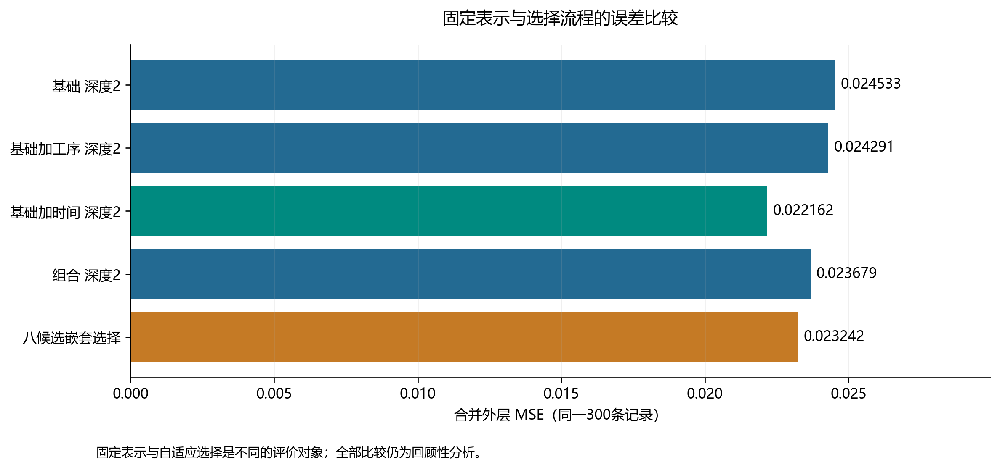 固定表示与选择流程的误差比较
基础 深度2
0.024533
基础加工序 深度2
0.024291
基础加时间 深度2
0.022162
组合 深度2
0.023679
八候选嵌套选择
0.023242
0.000 0.005 0.010 0.015 0.020 0.025
合并外层 MSE（同一300条记录）
固定表示与自适应选择是不同的评价对象；全部比较仍为回顾性分析。